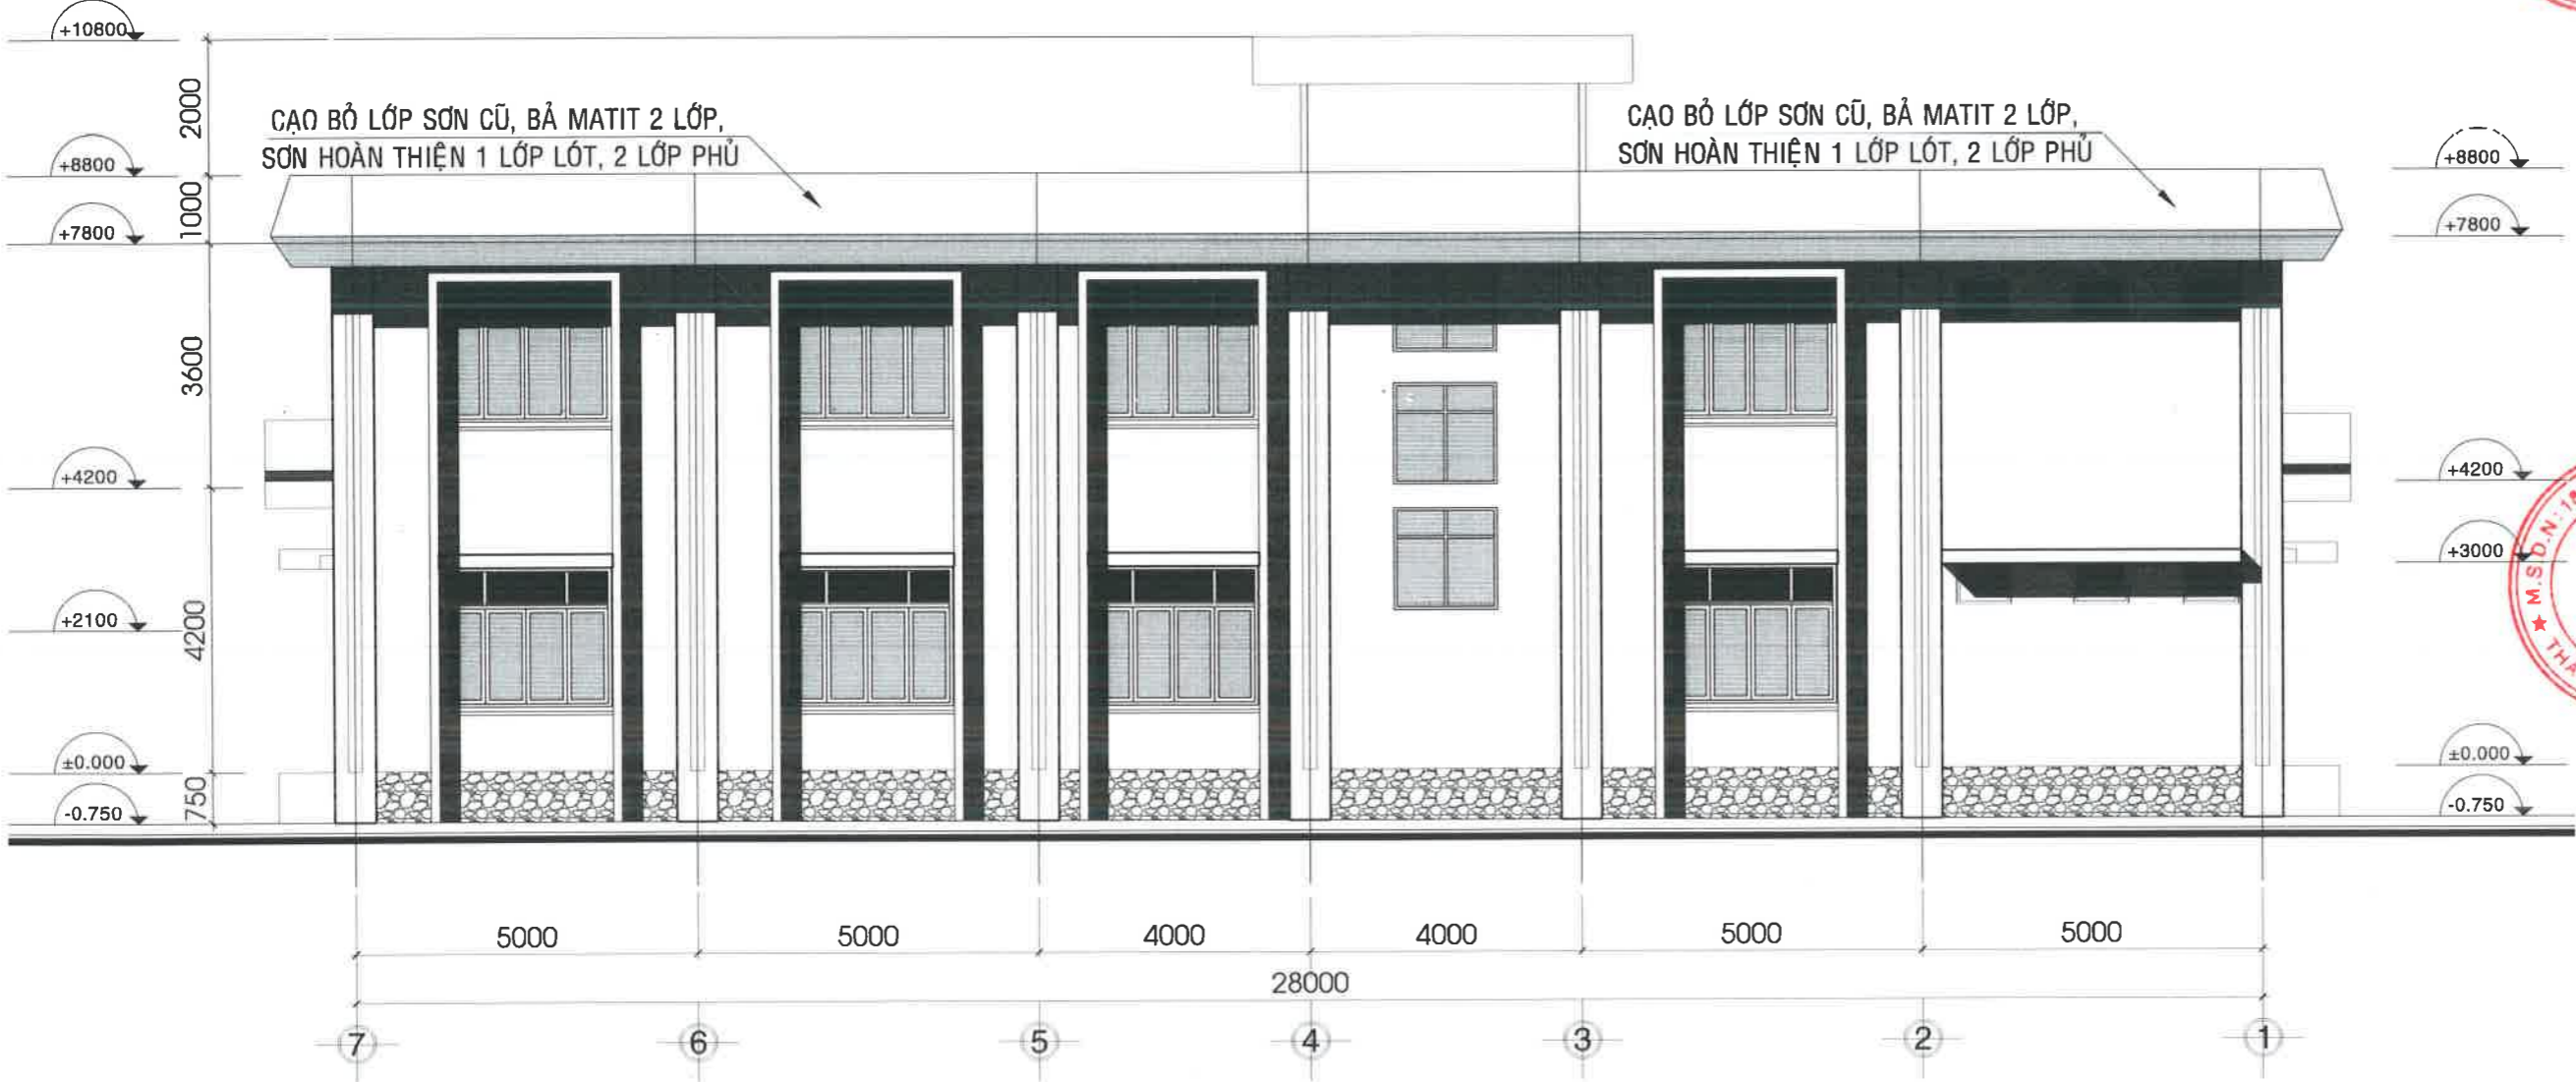 +10800
2000
CẠO BỎ LỚP SƠN CŨ, BẢ MATIT 2 LỚP,
SƠN HOÀN THIỆN 1 LỚP LÓT, 2 LỚP PHỦ
CẠO BỎ LỚP SƠN CŨ, BẢ MATIT 2 LỚP,
SƠN HOÀN THIỆN 1 LỚP LÓT, 2 LỚP PHỦ
+8800
+8800
1000
+7800
+7800
3600
+4200
+4200
+3000
M.S.D.N:
+2100
4200
±0.000
±0.000
750
-0.750
-0.750
5000 5000 4000 4000 5000 5000
28000
7 6 5 4 3 2 1